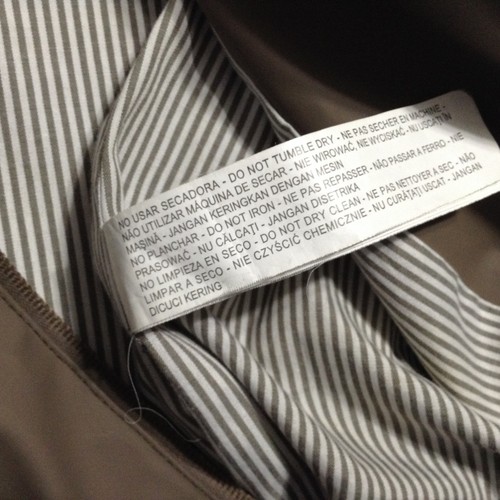 NO USAR SECADORA - DO NOT TUMBLE DRY - NE PAS SECHER EN MACHINE -
NÃO UTILIZAR MÁQUINA DE SECAR - NIE WIROWAĆ, NIE WYCISKAĆ - NU USCAȚI ÎN
MAȘINĂ - JANGAN KERINGKAN DENGAN MESIN
NO PLANCHAR - DO NOT IRON - NE PAS REPASSER - NÃO PASSAR A FERRO - NIE
PRASOWAĆ - NU CĂLCAȚI - JANGAN DISETRIKA
NO LIMPIEZA EN SECO - DO NOT DRY CLEAN - NE PAS NETTOYER A SEC - NÃO
LIMPAR A SECO - NIE CZYŚCIĆ CHEMICZNIE - NU CURĂȚAȚI USCAT - JANGAN
DICUCI KERING